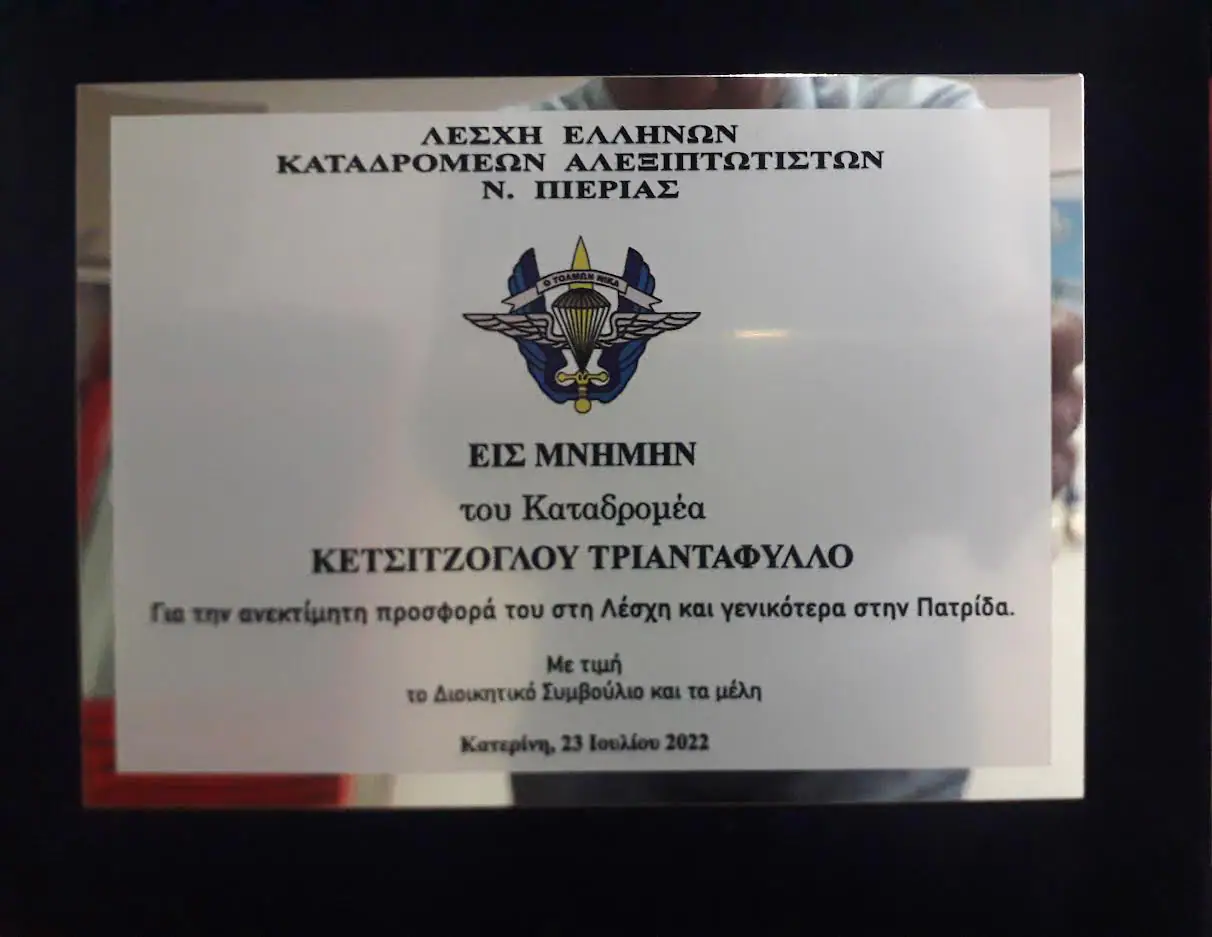 ΛΕΣΧΗ ΕΛΛΗΝΩΝ
ΚΑΤΑΔΡΟΜΕΩΝ ΑΛΕΞΙΠΤΩΤΙΣΤΩΝ
Ν. ΠΙΕΡΙΑΣ
Ο ΤΟΛΜΩΝ ΝΙΚΑ
ΕΙΣ ΜΝΗΜΗΝ
του Καταδρομέα
ΚΕΤΣΙΤΖΟΓΛΟΥ ΤΡΙΑΝΤΑΦΥΛΛΟ
Για την ανεκτίμητη προσφορά του στη Λέσχη και γενικότερα στην Πατρίδα.
Με τιμή
το Διοικητικό Συμβούλιο και τα μέλη
Κατερίνη, 23 Ιουλίου 2022